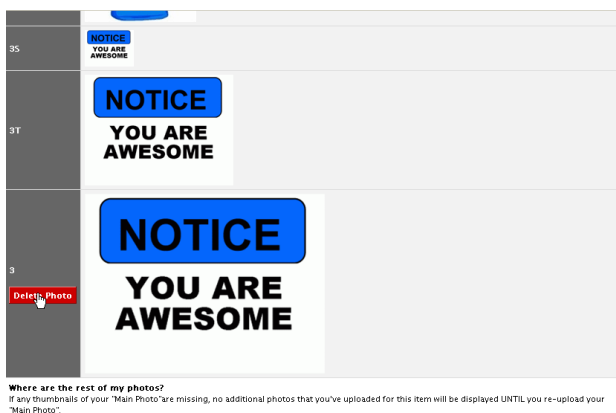 3S
NOTICE
YOU ARE
AWESOME
3T
NOTICE
YOU ARE
AWESOME
3
Delete Photo
NOTICE
YOU ARE
AWESOME
Where are the rest of my photos?
If any thumbnails of your "Main Photo"are missing, no additional photos that you've uploaded for this item will be displayed UNTIL you re-upload your
"Main Photo".